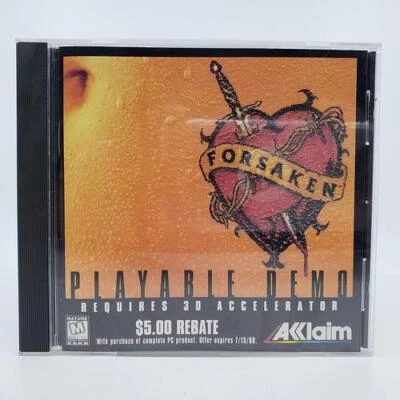 FORSAKEN
PLAYABLE DEMO
REQUIRES 3D ACCELERATOR
MATURE
M
$5.00 REBATE
With purchase of complete PC product. Offer expires 7/15/98.
AKKlaim